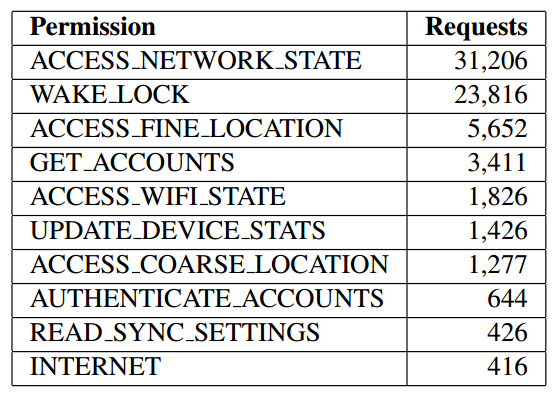 Permission Requests
ACCESS_NETWORK_STATE 31,206
WAKE_LOCK 23,816
ACCESS_FINE_LOCATION 5,652
GET_ACCOUNTS 3,411
ACCESS_WIFI_STATE 1,826
UPDATE_DEVICE_STATS 1,426
ACCESS_COARSE_LOCATION 1,277
AUTHENTICATE_ACCOUNTS 644
READ_SYNC_SETTINGS 426
INTERNET 416